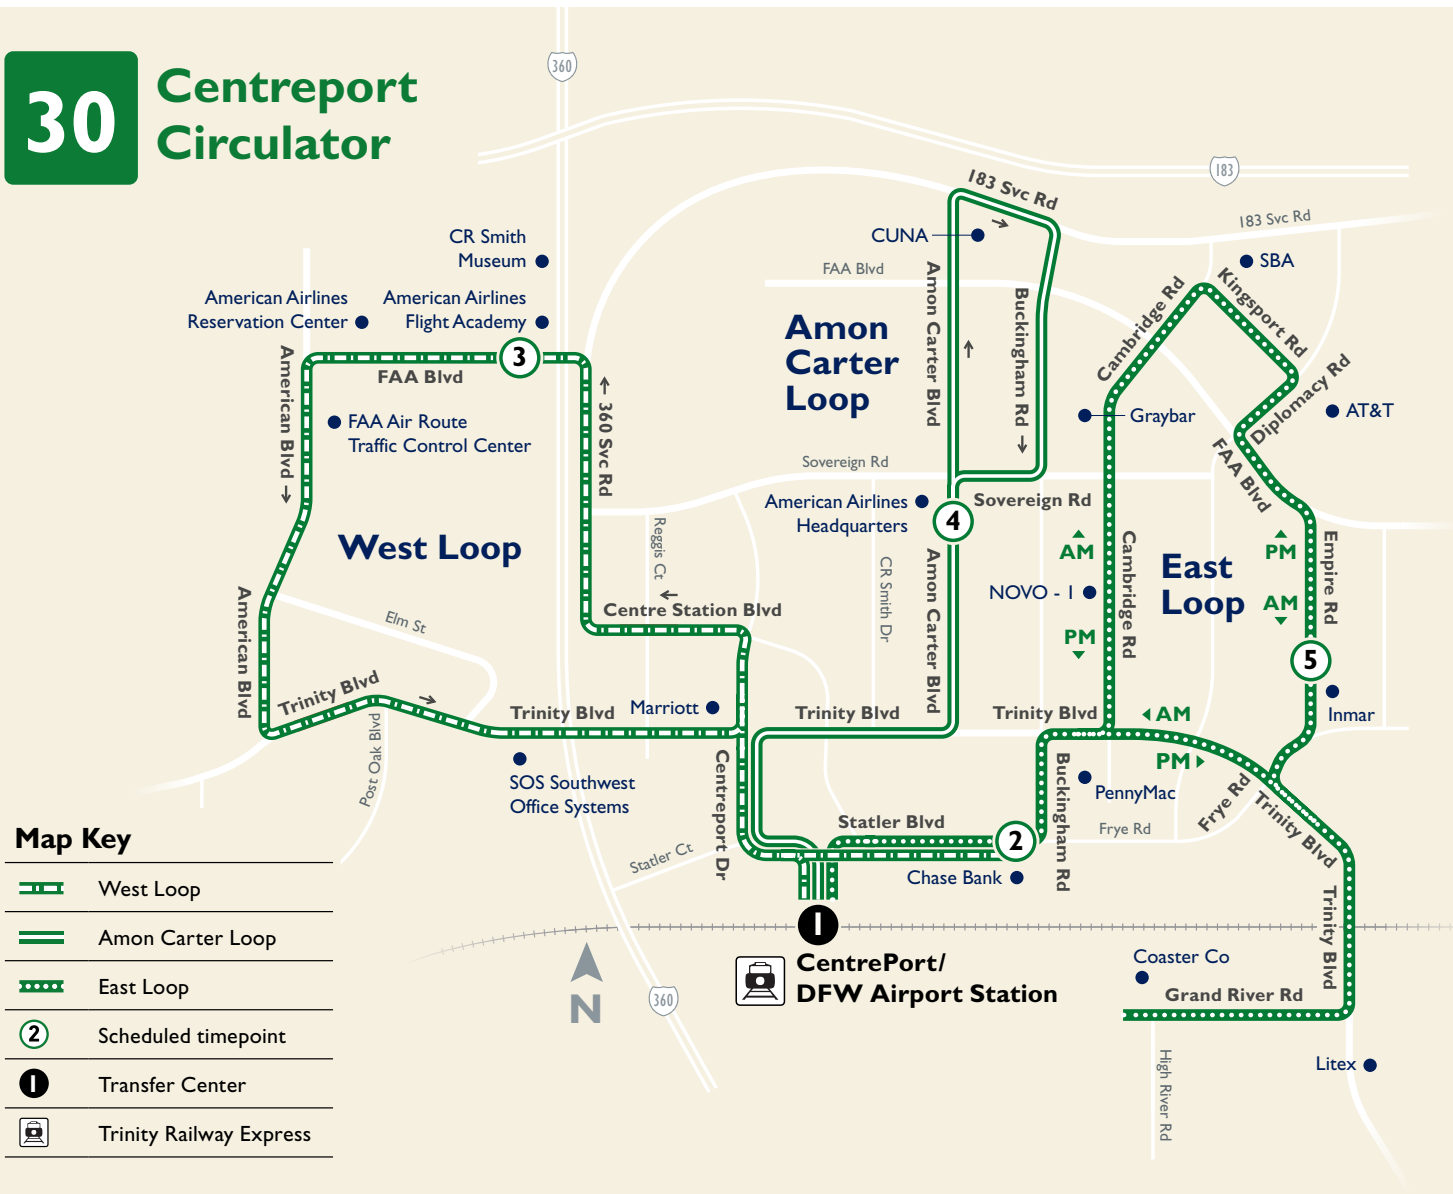 30
Centreport
Circulator
360
183
183 Svc Rd
183 Svc Rd
CUNA
CR Smith
Museum
SBA
FAA Blvd
American Airlines
Reservation Center
American Airlines
Flight Academy
Amon
Carter
Loop
Amon Carter Blvd
Buckingham Rd
Cambridge Rd
Kingsport Rd
3
FAA Blvd
American Blvd
360 Svc Rd
FAA Air Route
Traffic Control Center
Graybar
Diplomacy Rd
AT&T
FAA Blvd
Sovereign Rd
Sovereign Rd
American Airlines
Headquarters
4
West Loop
Reggis Ct
CR Smith Dr
Amon Carter Blvd
AM
NOVO - 1
PM
Cambridge Rd
East
Loop
PM
AM
Empire Rd
5
Inmar
American Blvd
Elm St
Centre Station Blvd
Trinity Blvd
Post Oak Blvd
Trinity Blvd
Marriott
Trinity Blvd
Trinity Blvd
AM
PM
SOS Southwest
Office Systems
Centreport Dr
Buckingham Rd
PennyMac
Frye Rd
Frye Rd
Trinity Blvd
Statler Blvd
2
Statler Ct
Chase Bank
Trinity Blvd
1
CentrePort/
DFW Airport Station
N
360
Coaster Co
Grand River Rd
High River Rd
Litex
Map Key
West Loop
Amon Carter Loop
East Loop
2
Scheduled timepoint
1
Transfer Center
Trinity Railway Express